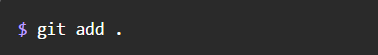 $ git add .